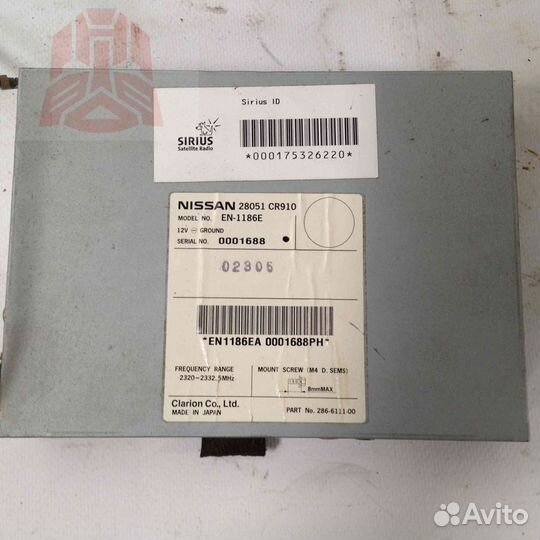 Sirius ID
SIRIUS
Satellite Radio
*000175326220*
NISSAN 28051 CR910
MODEL NO. EN-1186E
12V ⊖ GROUND
SERIAL NO. 0001688
02305
*EN1186EA 0001688PH*
FREQUENCY RANGE
2320~2332.5MHz
MOUNT SCREW (M4 D. SEMS)
8mmMAX
Clarion Co., Ltd.
MADE IN JAPAN
PART No. 286-6111-00
Avito